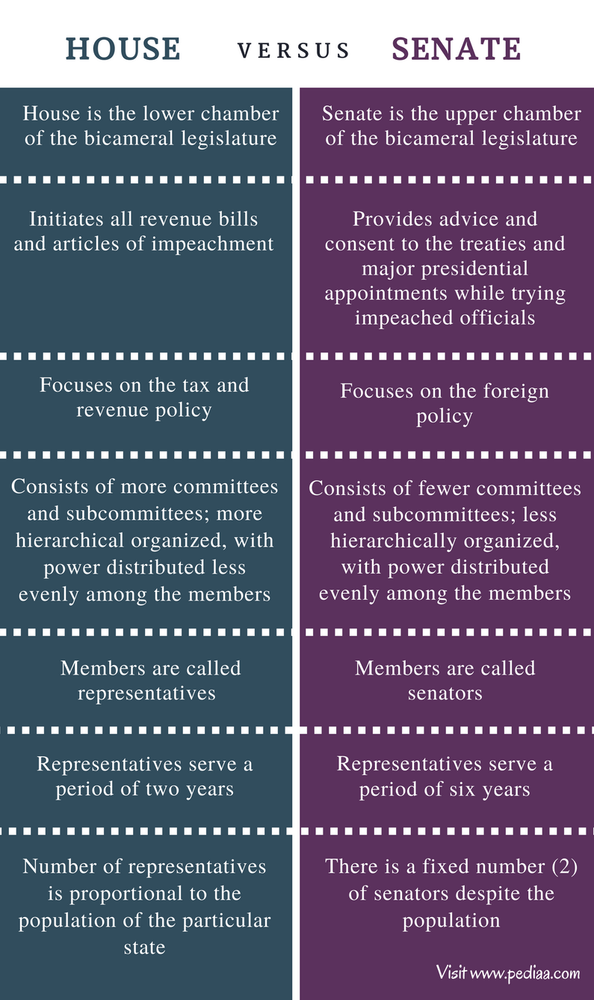 HOUSE VERSUS SENATE
House is the lower chamber
of the bicameral legislature
Senate is the upper chamber
of the bicameral legislature
Initiates all revenue bills
and articles of impeachment
Provides advice and
consent to the treaties and
major presidential
appointments while trying
impeached officials
Focuses on the tax and
revenue policy
Focuses on the foreign
policy
Consists of more committees
and subcommittees; more
hierarchical organized, with
power distributed less
evenly among the members
Consists of fewer committees
and subcommittees; less
hierarchically organized,
with power distributed
evenly among the members
Members are called
representatives
Members are called
senators
Representatives serve a
period of two years
Representatives serve a
period of six years
Number of representatives
is proportional to the
population of the particular
state
There is a fixed number (2)
of senators despite the
population
Visit www.pediaa.com